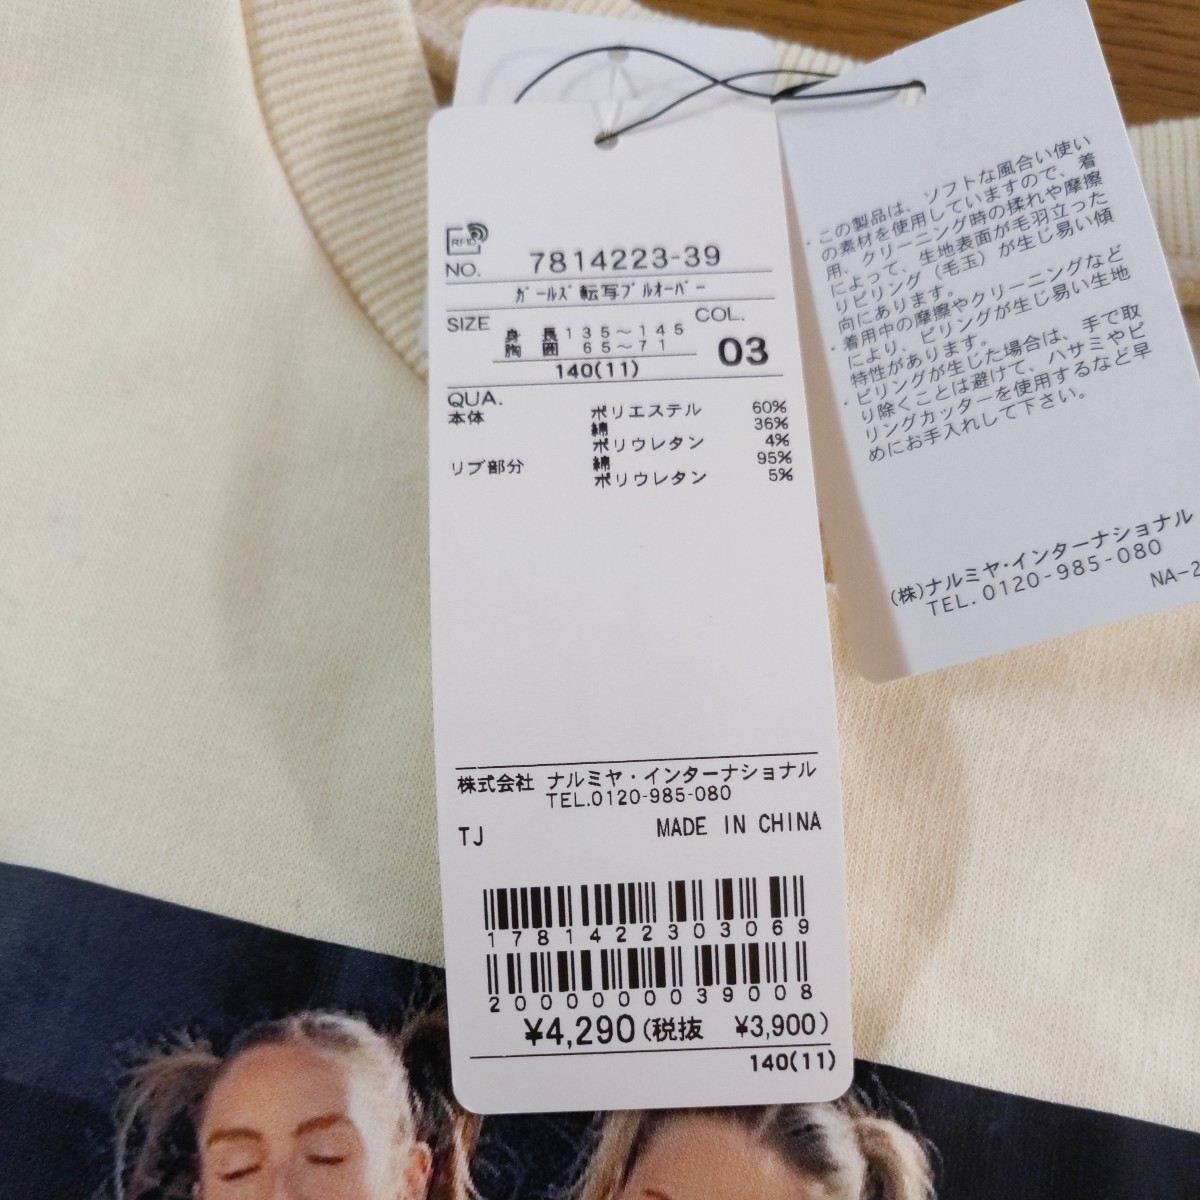 RFID
NO. 7814223-39
ｶﾞｰﾙｽﾞ転写ﾌﾟﾙｵｰﾊﾞｰ
SIZE 身長 135～145 COL.
胸囲 65～71 03
140(11)
QUA.
本体 ポリエステル 60%
綿 36%
ポリウレタン 4%
リブ部分 綿 95%
ポリウレタン 5%
株式会社 ナルミヤ・インターナショナル
TEL.0120-985-080
TJ MADE IN CHINA
1781422303069
2000000039008
¥4,290(税抜 ¥3,900)
140(11)
・この製品は、ソフトな風合い使い
の素材を使用していますので、着
用、クリーニング時の揉れや摩擦
によって、生地表面が毛羽立った
りピリング（毛玉）が生じ易い傾
向にあります。
・着用中の摩擦やクリーニングなど
により、ピリングが生じ易い生地
特性があります。
・ピリングが生じた場合は、手で取
り除くことは避けて、ハサミやピ
リングカッターを使用するなど早
めにお手入れして下さい。
(株)ナルミヤ・インターナショナル
TEL.0120-985-080
NA-2